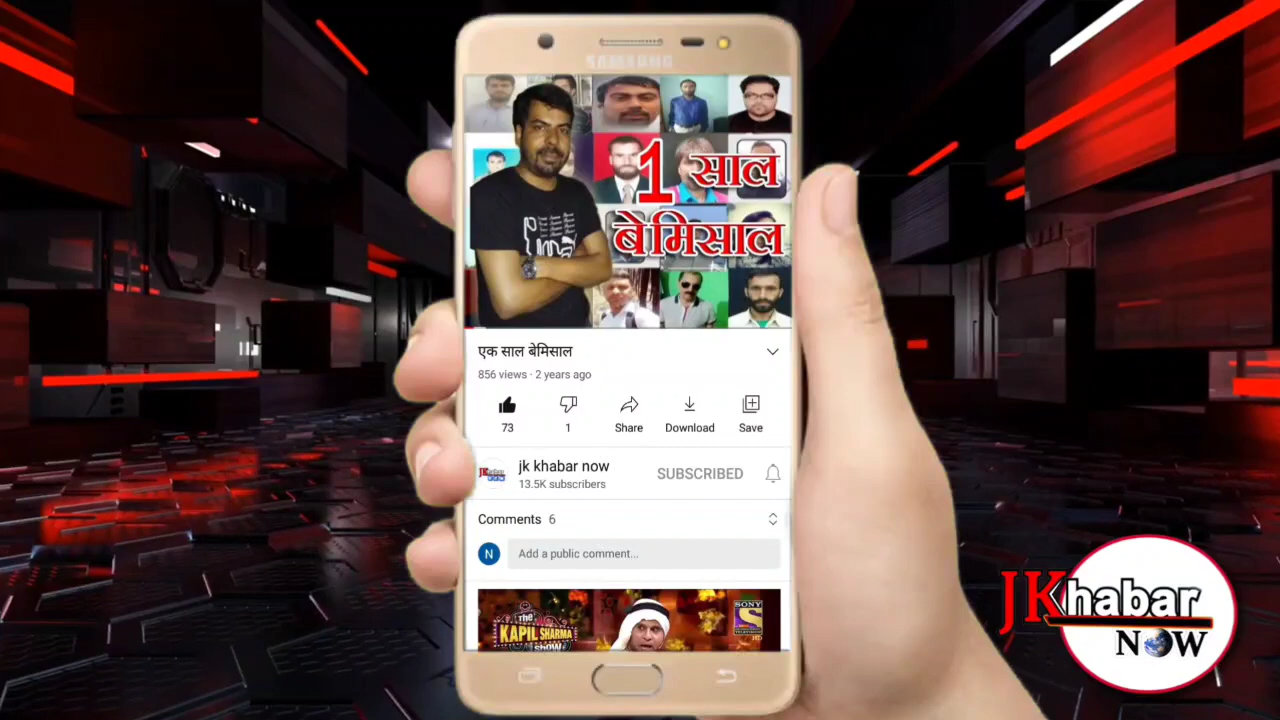 SAMSUNG
1 साल
बेमिसाल
एक साल बेमिसाल
856 views · 2 years ago
73
1
Share
Download
Save
jk khabar now
13.5K subscribers
SUBSCRIBED
Comments 6
N
Add a public comment...
The
KAPIL SHARMA
Show
SONY
S
HD
JKhabar
NOW